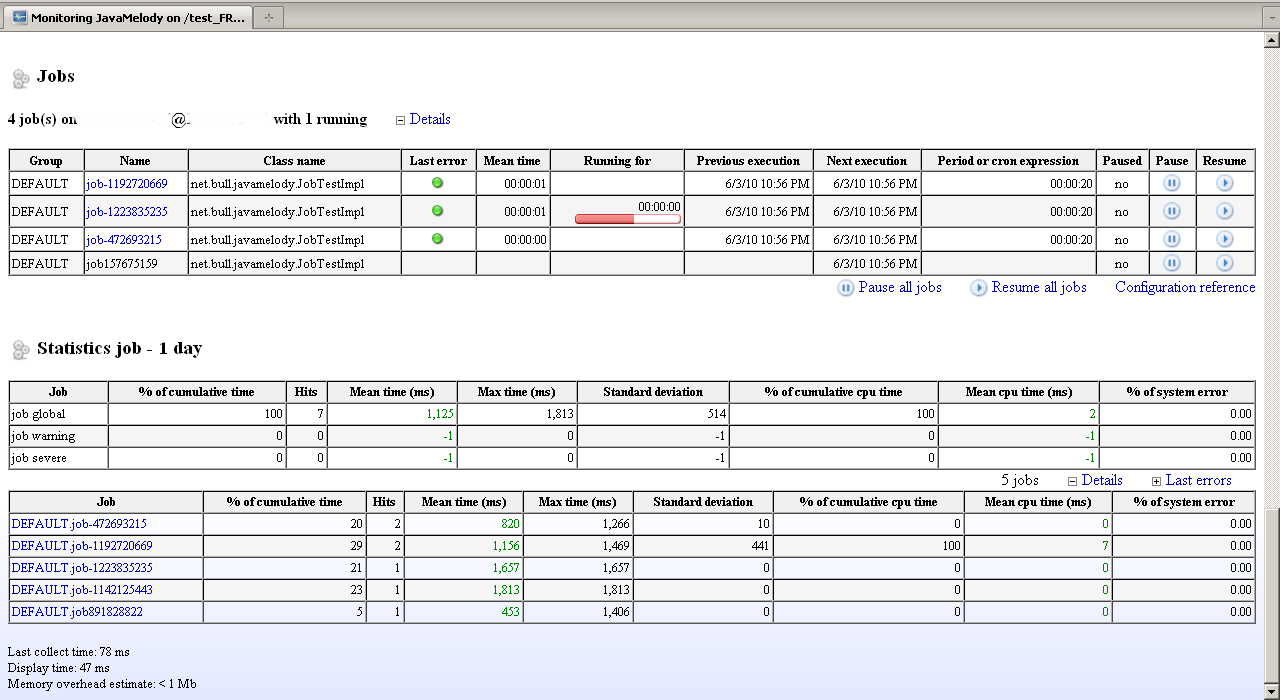 Monitoring JavaMelody on /test_FR...
Jobs
4 job(s) on @ with 1 running Details
Group Name Class name Last error Mean time Running for Previous execution Next execution Period or cron expression Paused Pause Resume
DEFAULT job-1192720669 net.bull.javamelody.JobTestImpl 00:00:01 6/3/10 10:56 PM 6/3/10 10:56 PM 00:00:20 no
DEFAULT job-1223835235 net.bull.javamelody.JobTestImpl 00:00:01 00:00:00 6/3/10 10:56 PM 6/3/10 10:56 PM 00:00:20 no
DEFAULT job-472693215 net.bull.javamelody.JobTestImpl 00:00:00 6/3/10 10:56 PM 6/3/10 10:56 PM 00:00:20 no
DEFAULT job157675159 net.bull.javamelody.JobTestImpl 6/3/10 10:56 PM no
Pause all jobs Resume all jobs Configuration reference
Statistics job - 1 day
Job % of cumulative time Hits Mean time (ms) Max time (ms) Standard deviation % of cumulative cpu time Mean cpu time (ms) % of system error
job global 100 7 1,125 1,813 514 100 2 0.00
job warning 0 0 -1 0 -1 0 -1 0.00
job severe 0 0 -1 0 -1 0 -1 0.00
5 jobs Details Last errors
Job % of cumulative time Hits Mean time (ms) Max time (ms) Standard deviation % of cumulative cpu time Mean cpu time (ms) % of system error
DEFAULT.job-472693215 20 2 820 1,266 10 0 0 0.00
DEFAULT.job-1192720669 29 2 1,156 1,469 441 100 7 0.00
DEFAULT.job-1223835235 21 1 1,657 1,657 0 0 0 0.00
DEFAULT.job-1142125443 23 1 1,813 1,813 0 0 0 0.00
DEFAULT.job891828822 5 1 453 1,406 0 0 0 0.00
Last collect time: 78 ms
Display time: 47 ms
Memory overhead estimate: < 1 Mb